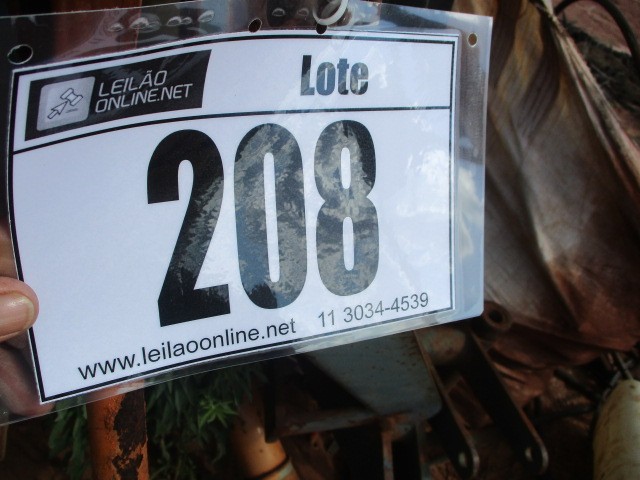 LEILÃO
ONLINE.NET
Lote
208
www.leilaoonline.net 11 3034-4539